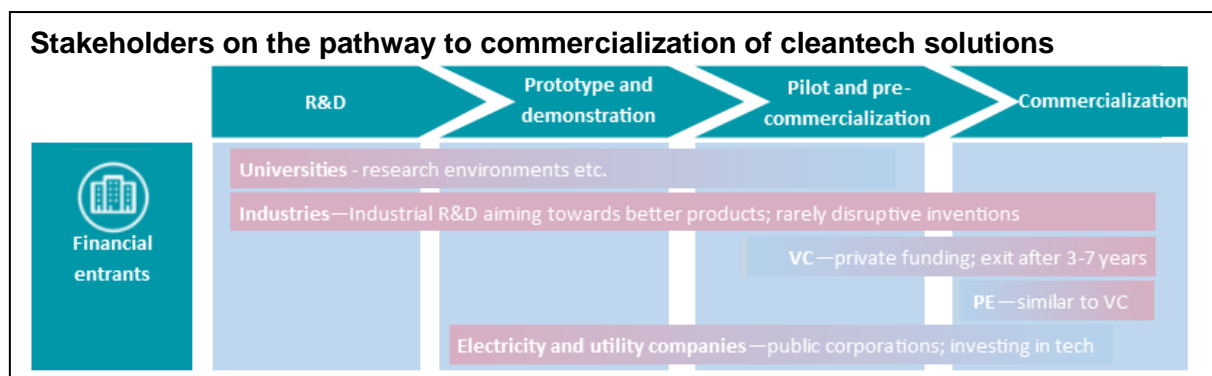 Stakeholders on the pathway to commercialization of cleantech solutions
R&D
Prototype and
demonstration
Pilot and pre-
commercialization
Commercialization
Financial
entrants
Universities - research environments etc.
Industries—Industrial R&D aiming towards better products; rarely disruptive inventions
VC—private funding; exit after 3-7 years
PE—similar to VC
Electricity and utility companies—public corporations; investing in tech